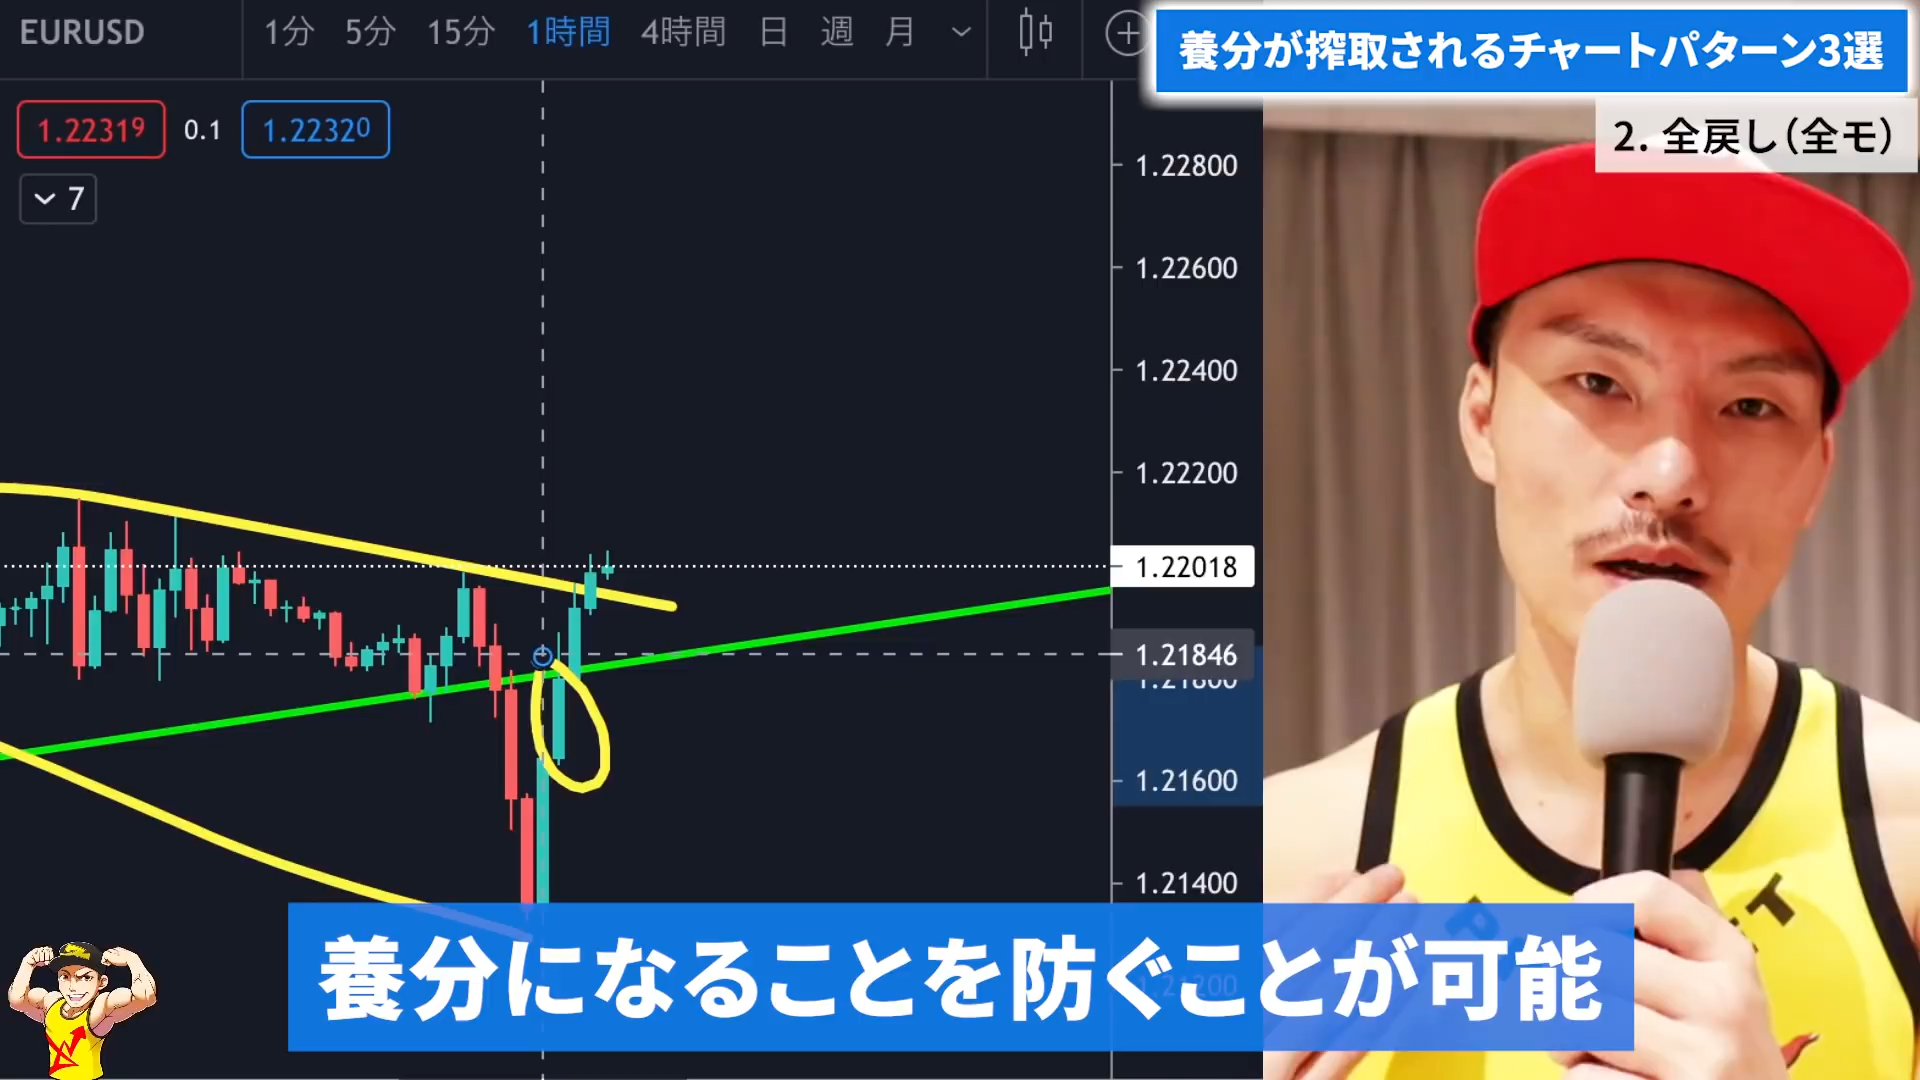 EURUSD
1分 5分 15分 1時間 4時間 日 週 月
養分が搾取されるチャートパターン3選
2. 全戻し(全モ)
1.22319 0.1 1.22320
7
1.22800
1.22600
1.22400
1.22200
1.22018
1.21846
1.21800
1.21600
1.21400
養分になることを防ぐことが可能